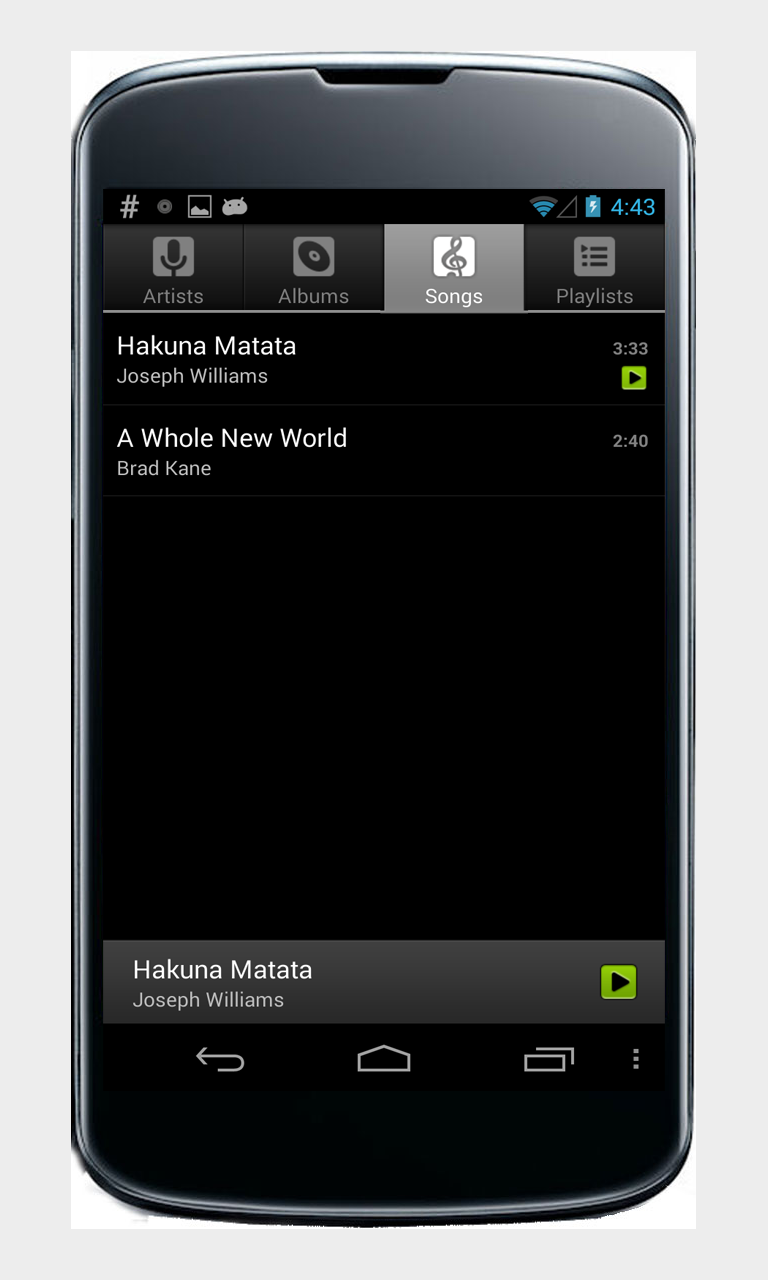 # 4:43
Artists Albums Songs Playlists
Hakuna Matata 3:33
Joseph Williams
A Whole New World 2:40
Brad Kane
Hakuna Matata
Joseph Williams